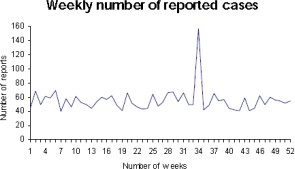 Weekly number of reported cases
Number of reports
160
140
120
100
80
60
40
20
0
1 4 7 10 13 16 19 22 25 28 31 34 37 40 43 46 49 52
Number of weeks